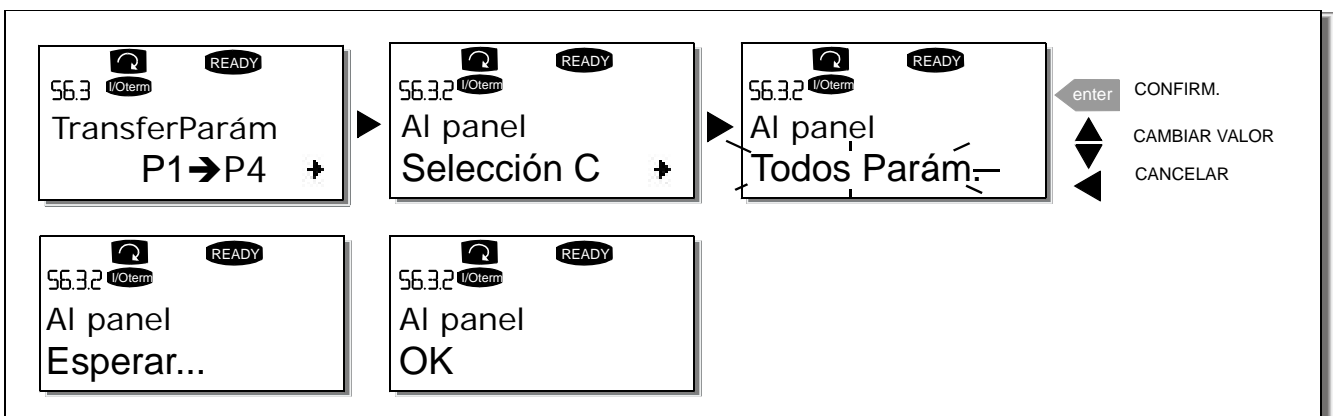 READY
S6.3 I/Oterm
TransferParám
P1➔P4
READY
S6.3.2 I/Oterm
Al panel
Selección C
READY
S6.3.2 I/Oterm
Al panel
Todos Parám.
enter CONFIRM.
CAMBIAR VALOR
CANCELAR
READY
S6.3.2 I/Oterm
Al panel
Esperar...
READY
S6.3.2 I/Oterm
Al panel
OK